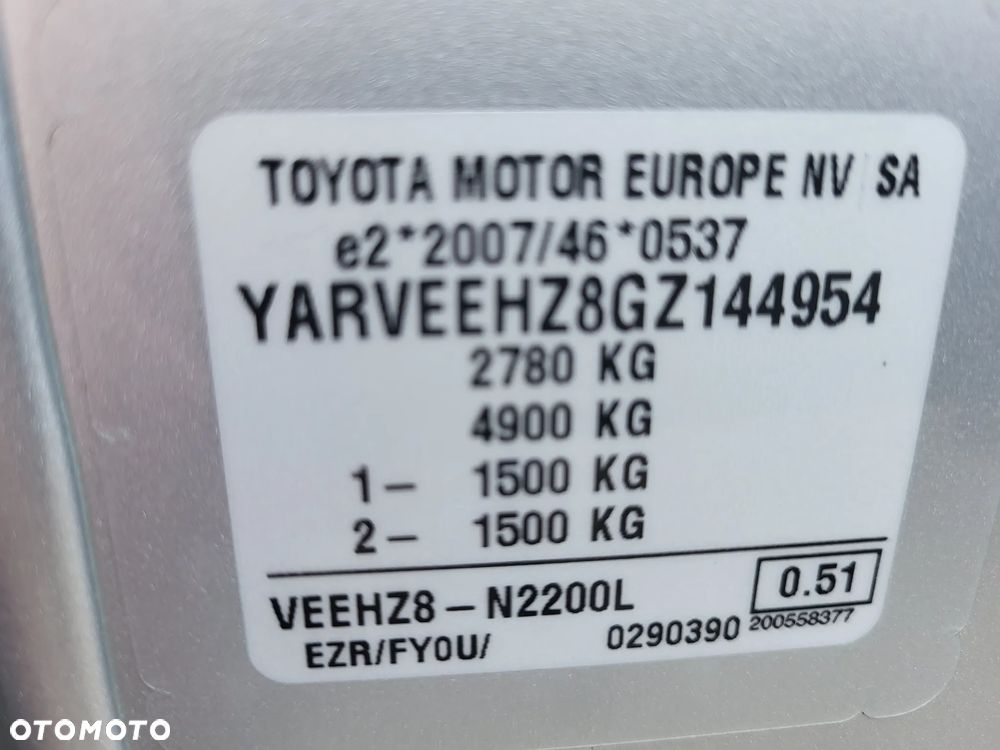 TOYOTA MOTOR EUROPE NV SA
e2*2007/46*0537
YARVEEHZ8GZ144954
2780 KG
4900 KG
1- 1500 KG
2- 1500 KG
VEEHZ8-N2200L
0.51
EZR/FY0U/
0290390
200558377
OTOMOTO